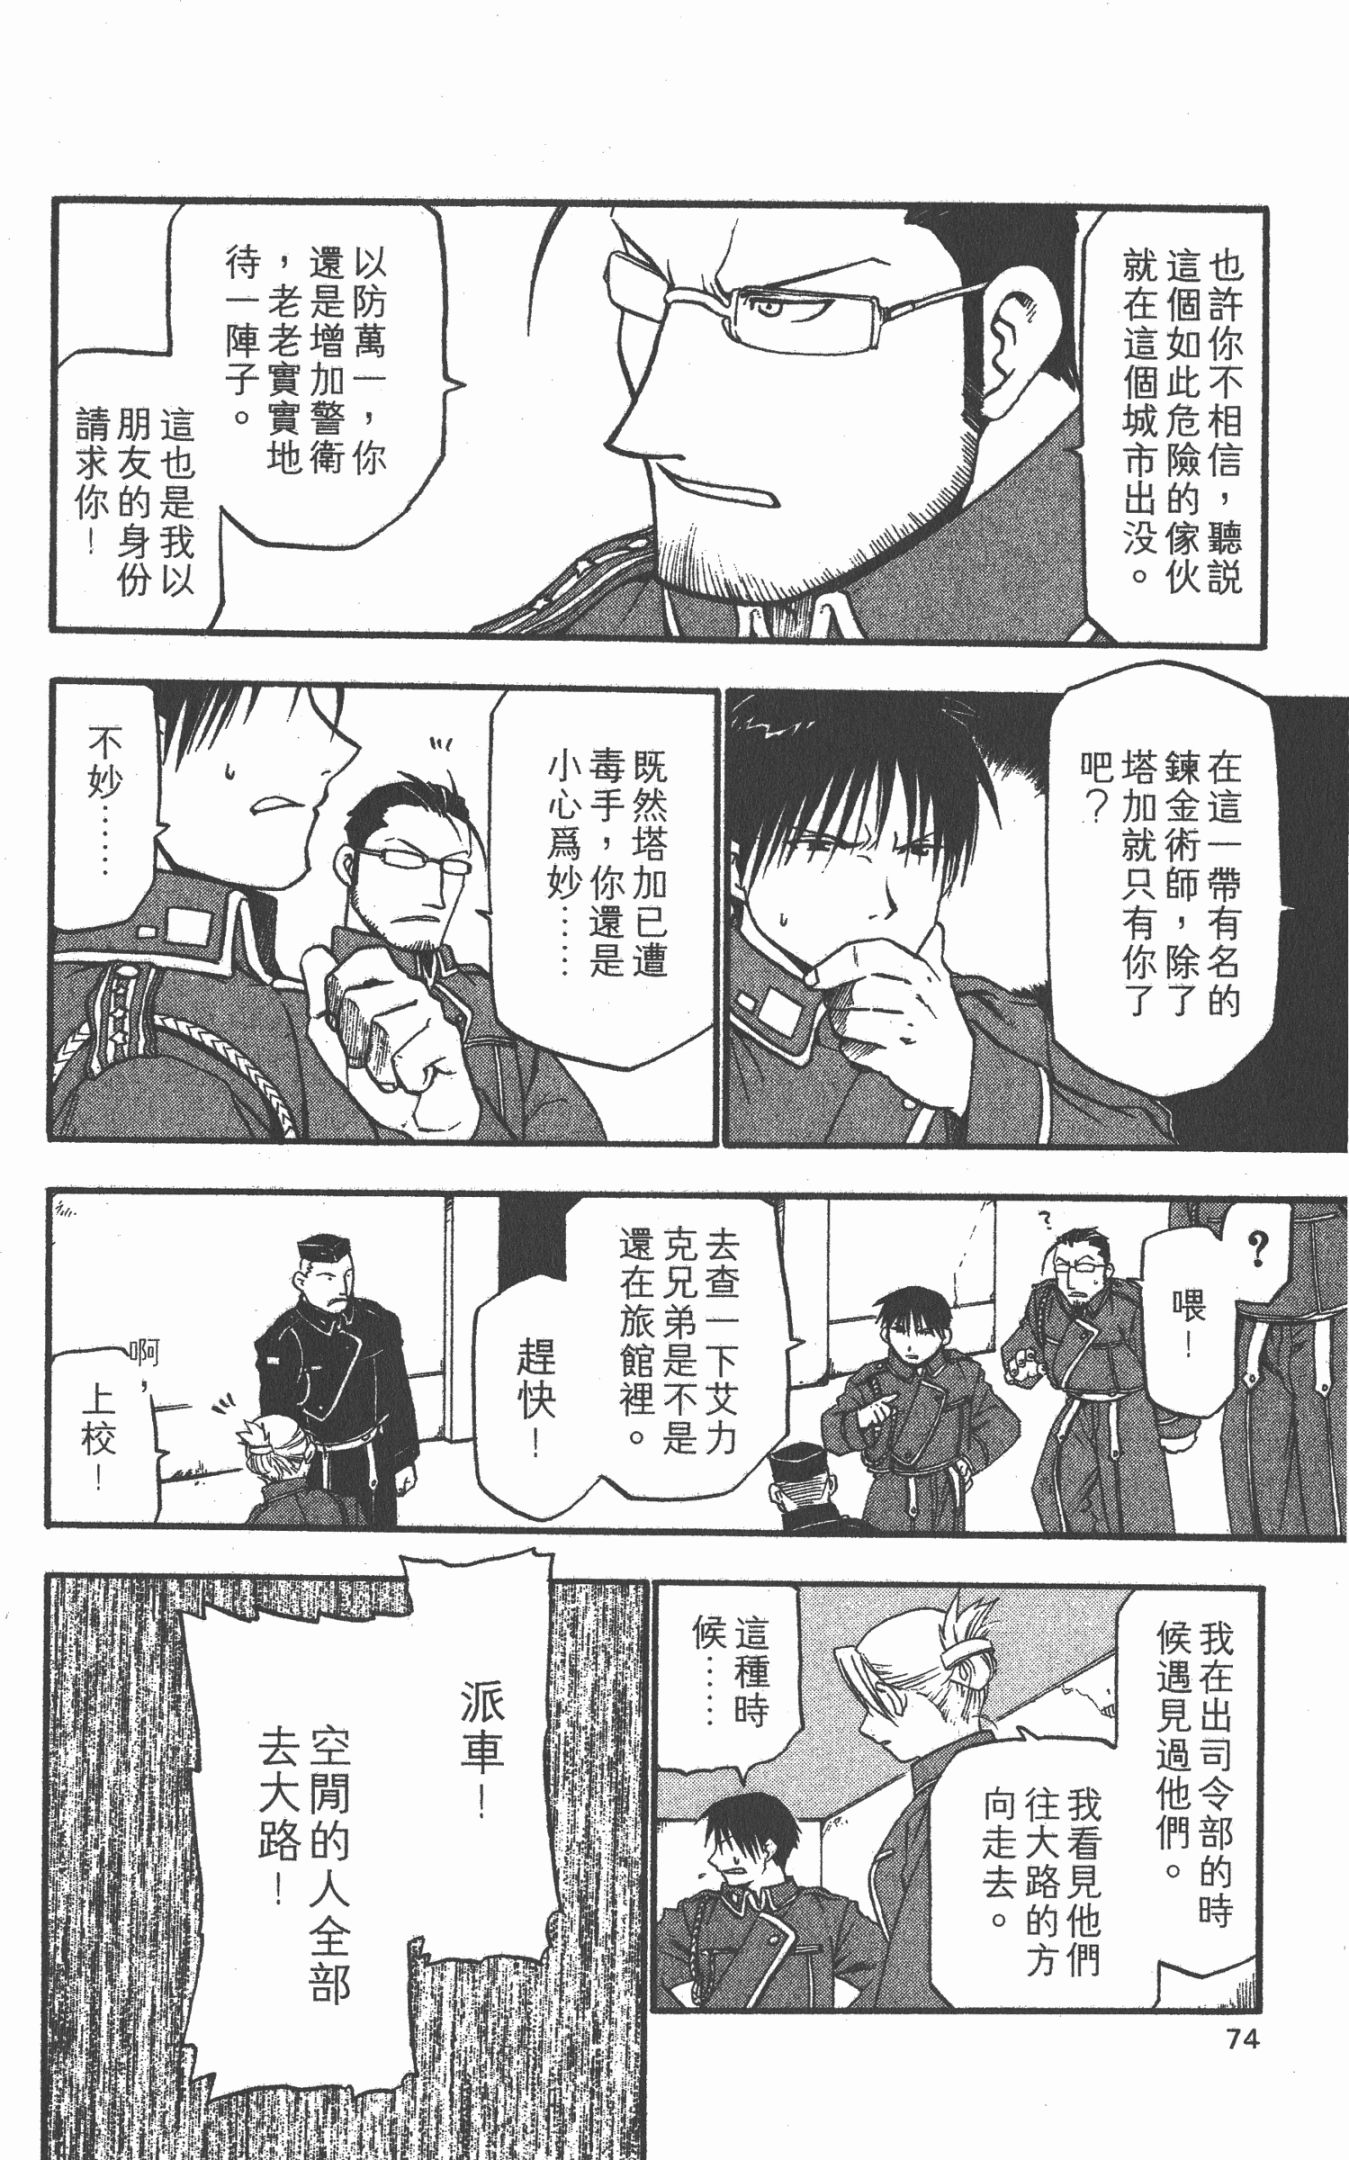 也許你不相信，聽説
這個如此危險的傢伙
就在這個城市出没。
以防萬一，你
還是增加警衛
，老老實實地
待一陣子。
這也是我以
朋友的身份
請求你！
在這一帶有名的
鍊金術師，除了
塔加就只有你了
吧？
既然塔加已遭
毒手，你還是
小心爲妙……
不妙……
？
喂！
?
去查一下艾力
克兄弟是不是
還在旅館裡。
趕快！
啊，
上校！
我在出司令部的時
候遇見過他們。
我看見他們
往大路的方
向走去。
這種時
候……
派車！
空閒的人全部
去大路！
74